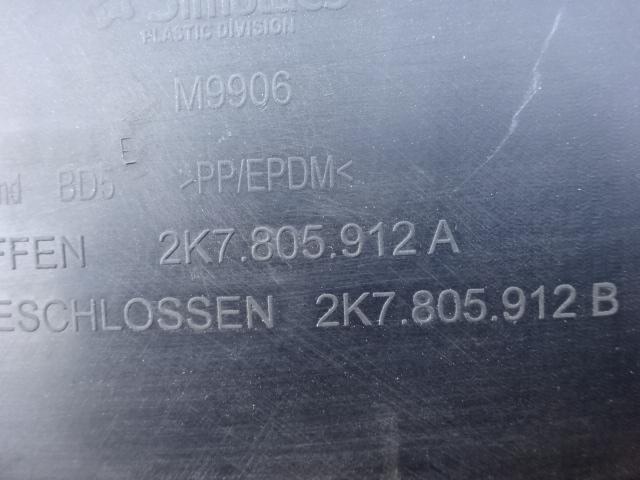 PLASTIC DIVISION
M9906
E
BD5 >PP/EPDM<
FFEN 2K7.805.912 A
ESCHLOSSEN 2K7.805.912 B